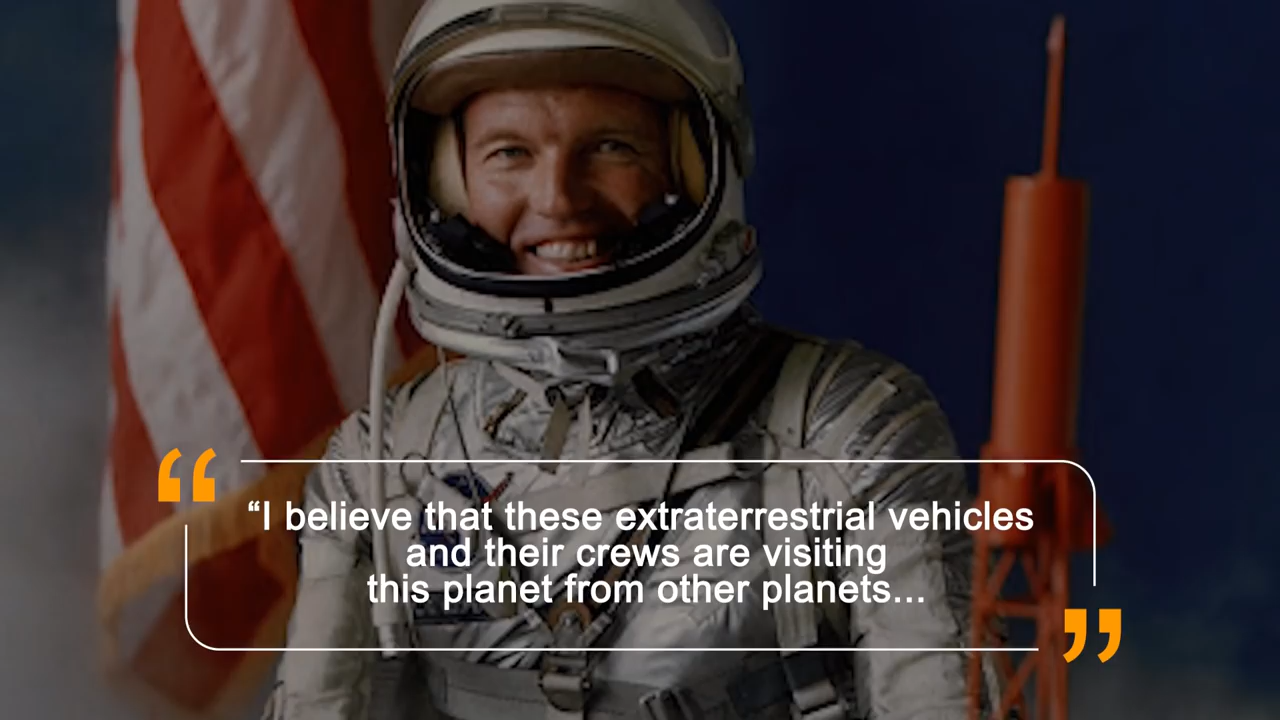 “I believe that these extraterrestrial vehicles
and their crews are visiting
this planet from other planets...